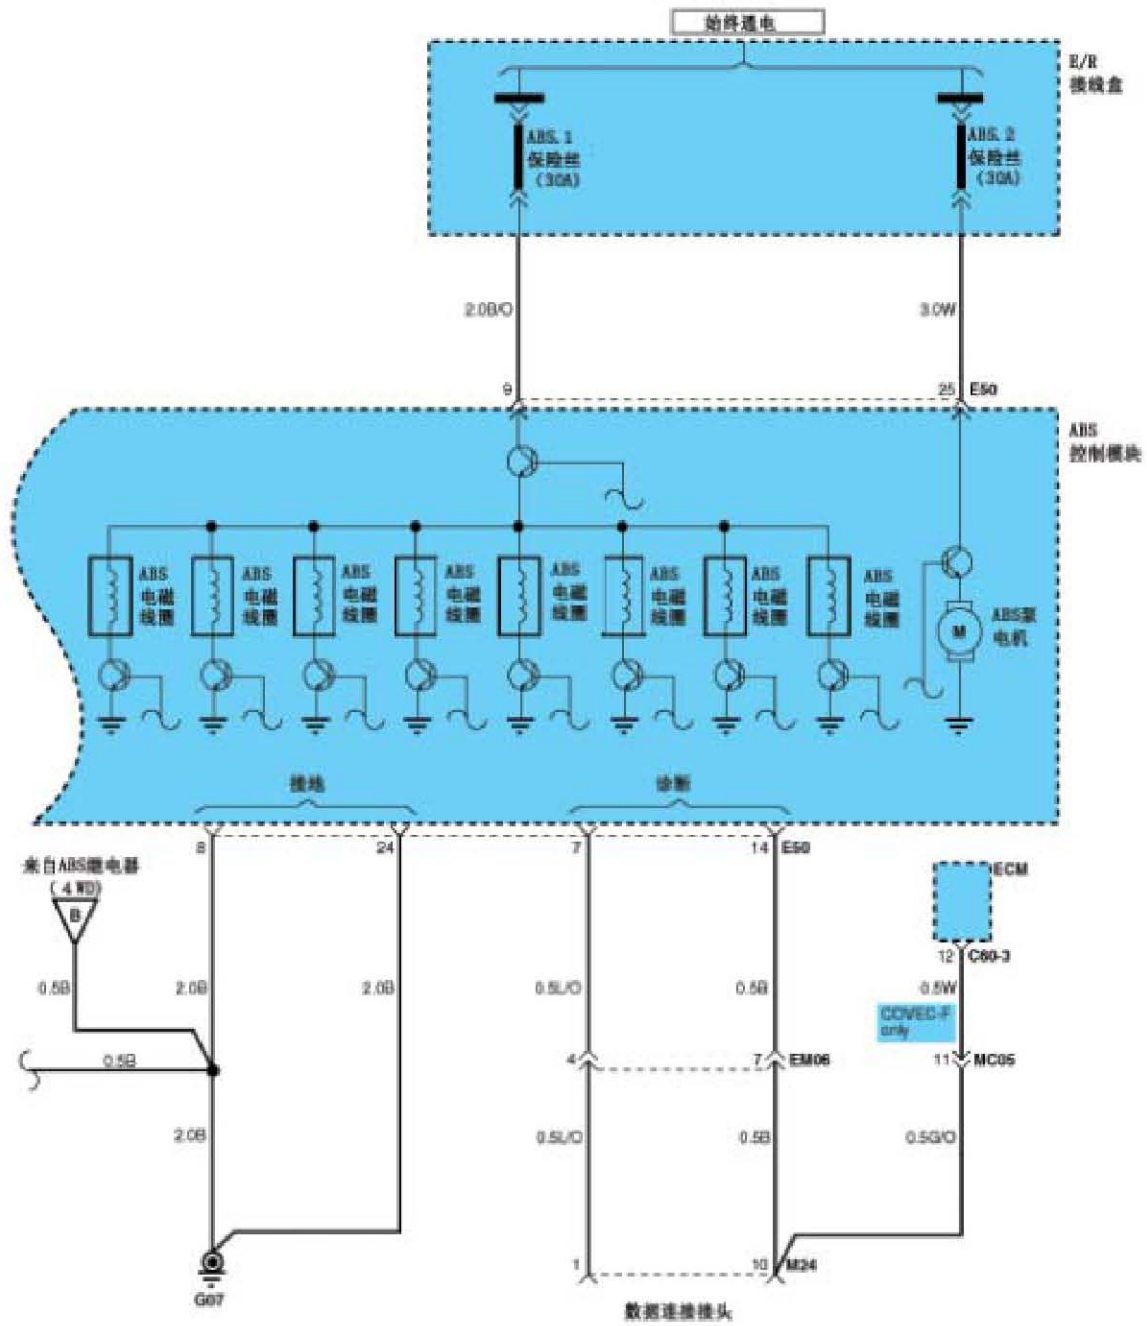 始终通电
E/R
接线盒
ABS.1
保险丝
(30A)
ABS.2
保险丝
(30A)
2.0B/O
3.0W
9
25 E50
ABS
控制模块
ABS
电磁
线圈
ABS
电磁
线圈
ABS
电磁
线圈
ABS
电磁
线圈
ABS
电磁
线圈
ABS
电磁
线圈
ABS
电磁
线圈
ABS
电磁
线圈
M
ABS泵
电机
接地
诊断
8
24
7
14 E50
来自ABS继电器
(4WD)
B
ECM
12 C80-3
0.5B
2.0B
2.0B
0.5L/O
0.5B
0.5W
COVEC-F
only
0.5B
4
7 EM06
11 MC05
2.0B
0.5L/O
0.5B
0.5G/O
1
10 M24
G07
数据连接接头